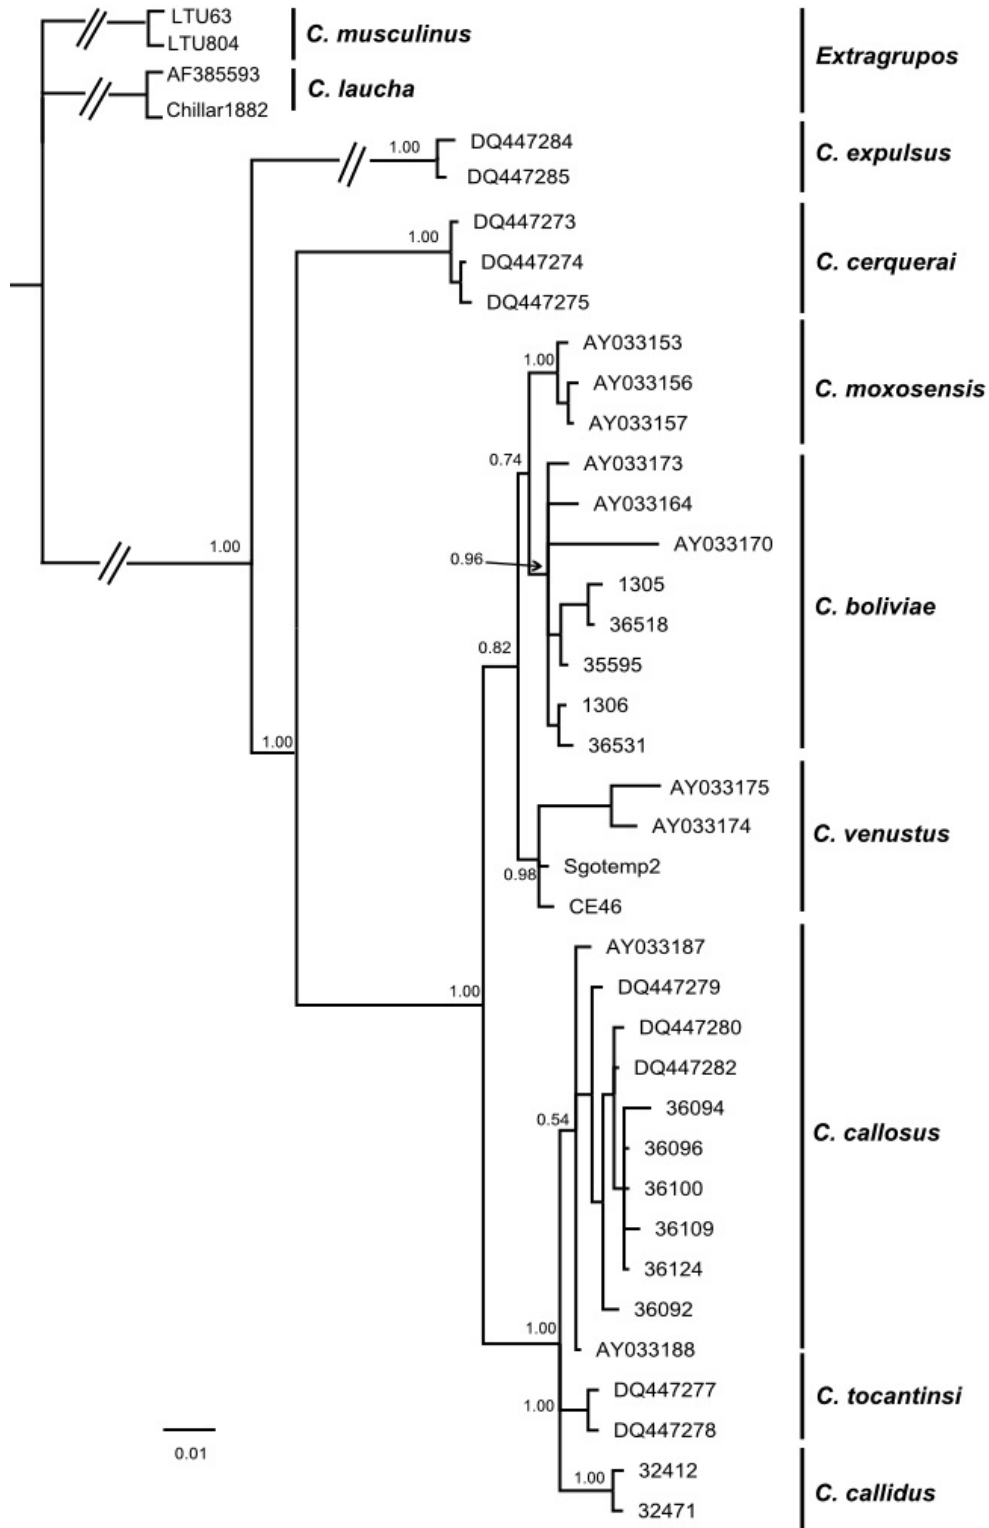 LTU63
LTU804
C. musculinus
AF385593
Chillar1882
C. laucha
Extragrupos
1.00
DQ447284
DQ447285
C. expulsus
1.00
DQ447273
DQ447274
DQ447275
C. cerquerai
1.00
AY033153
AY033156
AY033157
C. moxosensis
0.74
AY033173
AY033164
AY033170
0.96
1.00
1305
36518
35595
1306
36531
C. boliviae
0.82
1.00
AY033175
AY033174
Sgotemp2
CE46
0.98
C. venustus
1.00
AY033187
DQ447279
DQ447280
DQ447282
36094
0.54
36096
36100
36109
36124
36092
AY033188
C. callosus
1.00
1.00
DQ447277
DQ447278
C. tocantinsi
1.00
32412
32471
C. callidus
0.01